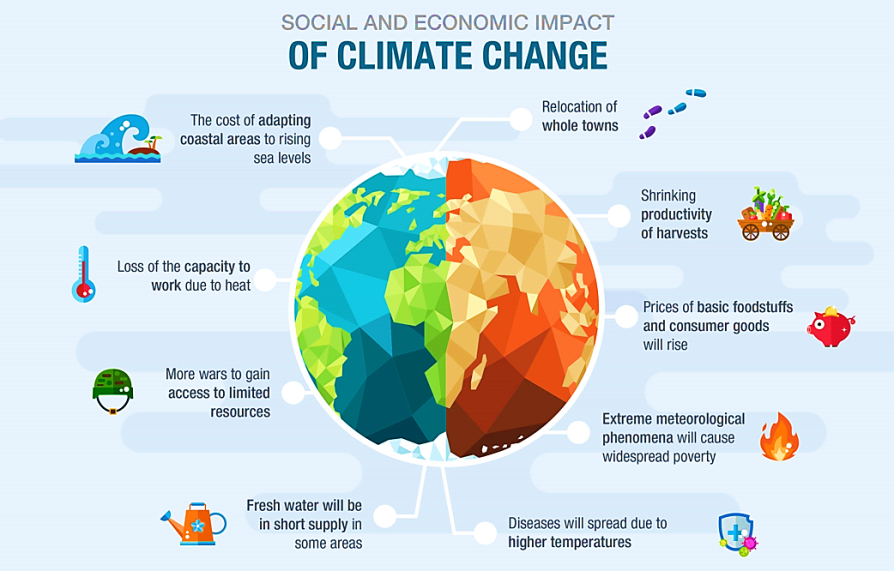 SOCIAL AND ECONOMIC IMPACT
OF CLIMATE CHANGE
The cost of adapting
coastal areas to rising
sea levels
Loss of the capacity to
work due to heat
More wars to gain
access to limited
resources
Fresh water will be
in short supply in
some areas
Relocation of
whole towns
Shrinking
productivity
of harvests
Prices of basic foodstuffs
and consumer goods
will rise
Extreme meteorological
phenomena will cause
widespread poverty
Diseases will spread due to
higher temperatures